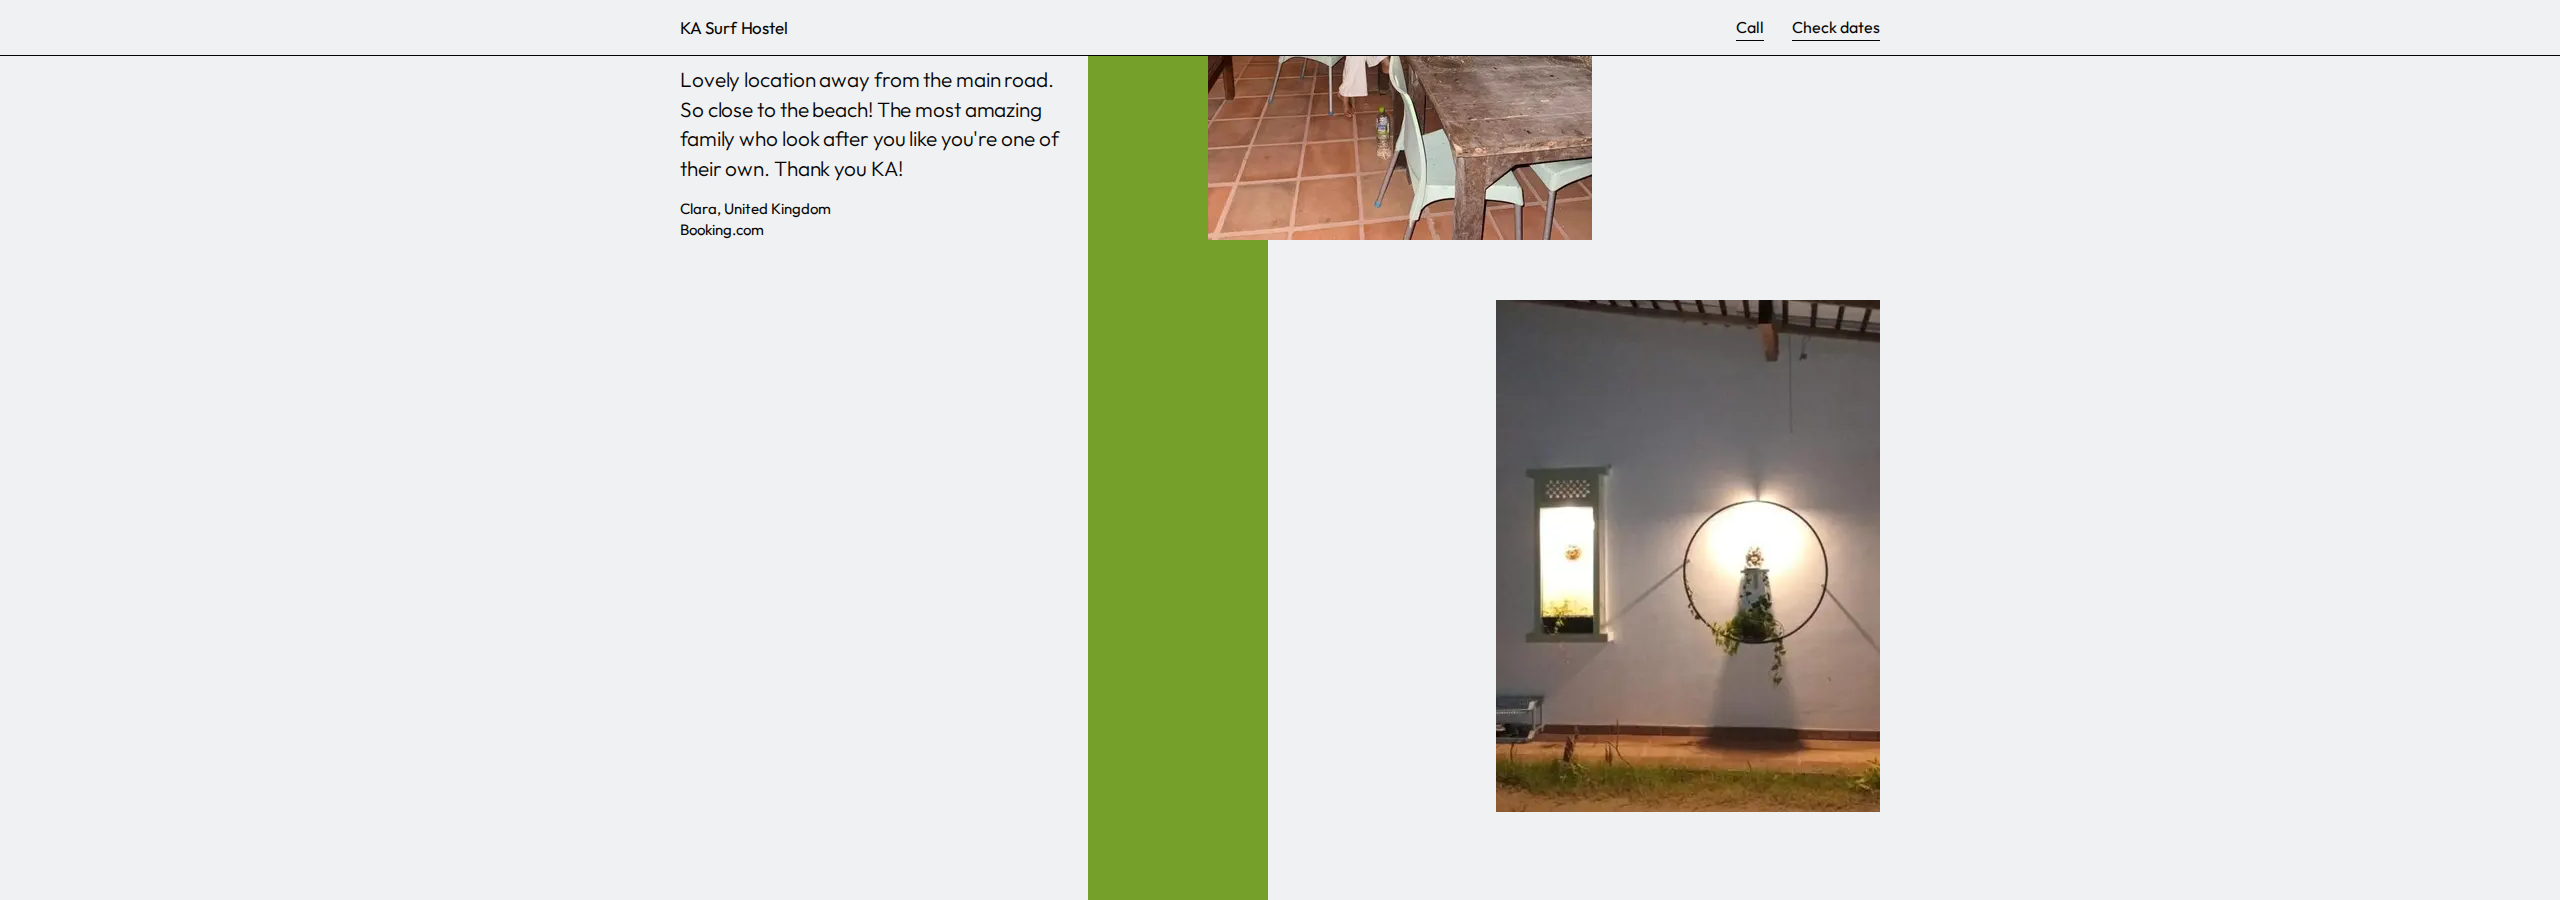 KA Surf Hostel
Call
Check dates
Lovely location away from the main road.
So close to the beach! The most amazing
family who look after you like you're one of
their own. Thank you KA!
Clara, United Kingdom
Booking.com